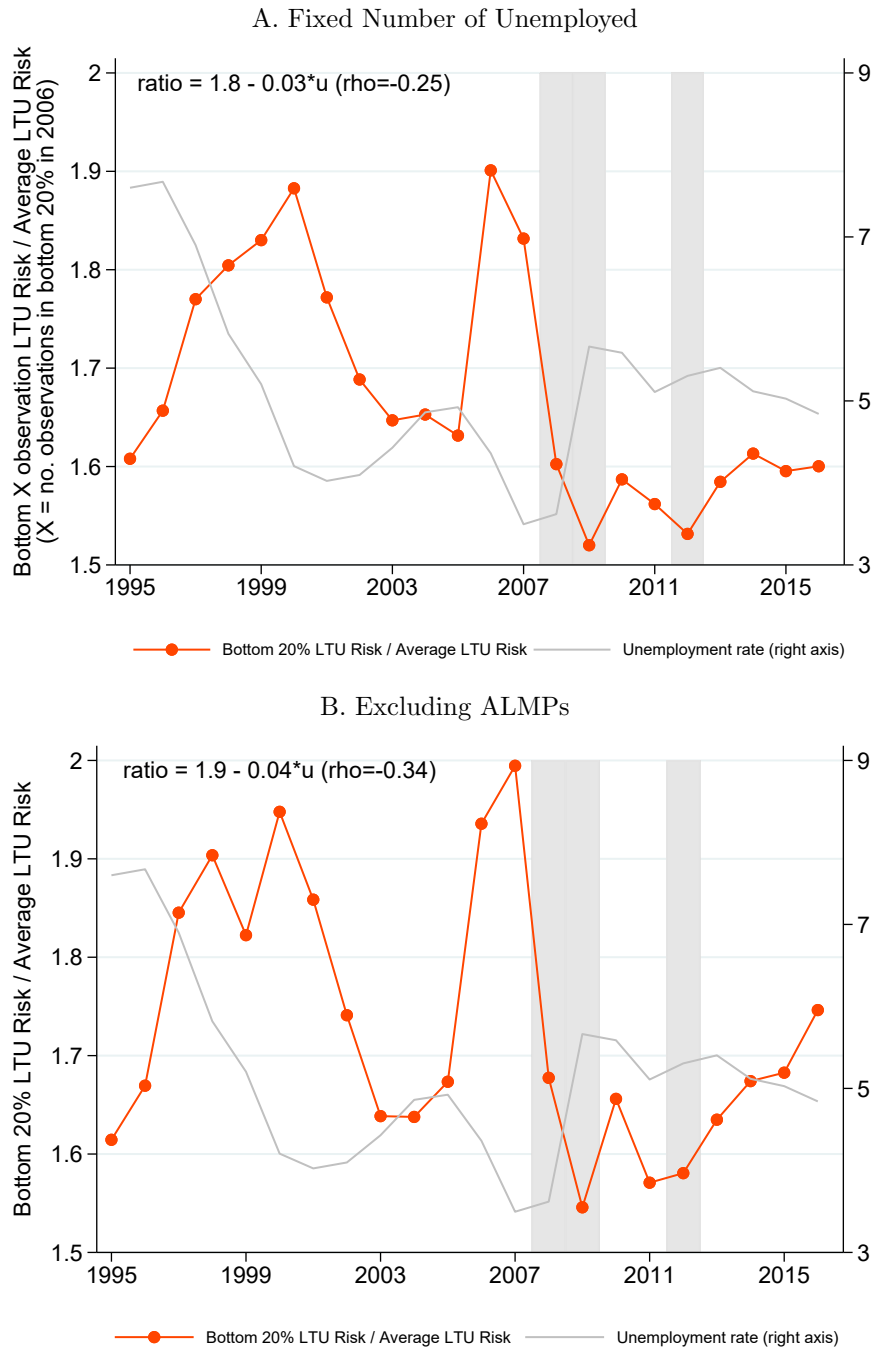 A. Fixed Number of Unemployed
Bottom X observation LTU Risk / Average LTU Risk
(X = no. observations in bottom 20% in 2006)
ratio = 1.8 - 0.03*u (rho=-0.25)
2
1.9
1.8
1.7
1.6
1.5
9
7
5
3
1995
1999
2003
2007
2011
2015
Bottom 20% LTU Risk / Average LTU Risk
Unemployment rate (right axis)
B. Excluding ALMPs
Bottom 20% LTU Risk / Average LTU Risk
ratio = 1.9 - 0.04*u (rho=-0.34)
2
1.9
1.8
1.7
1.6
1.5
9
7
5
3
1995
1999
2003
2007
2011
2015
Bottom 20% LTU Risk / Average LTU Risk
Unemployment rate (right axis)